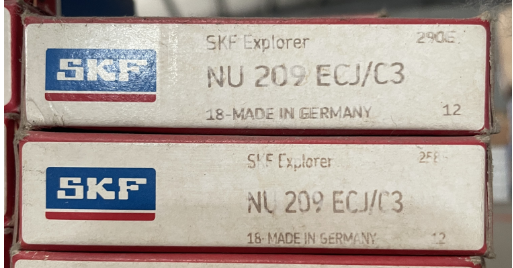 SKF
SKF Explorer
NU 209 ECJ/C3
18-MADE IN GERMANY
12
SKF
SKF Explorer
NU 209 ECJ/C3
18-MADE IN GERMANY
12